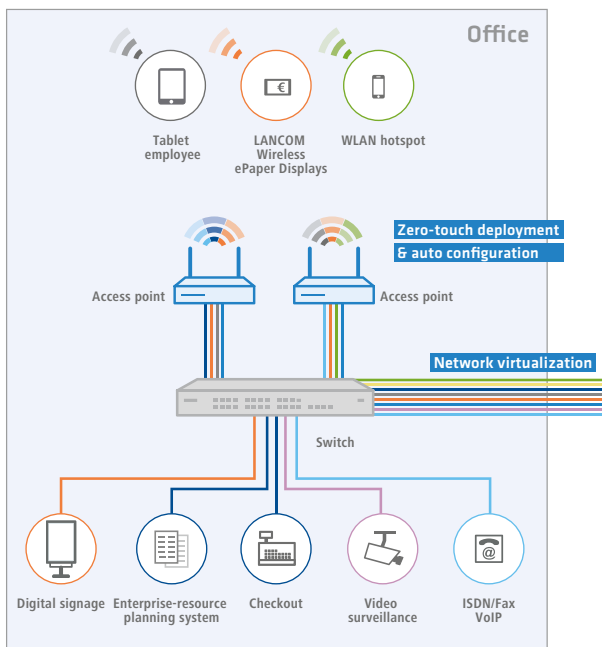 Office
Tablet
employee
LANCOM
Wireless
ePaper Displays
WLAN hotspot
€
Zero-touch deployment
& auto configuration
Access point
Access point
Network virtualization
Switch
@
Digital signage
Enterprise-resource
planning system
Checkout
Video
surveillance
ISDN/Fax
VoIP